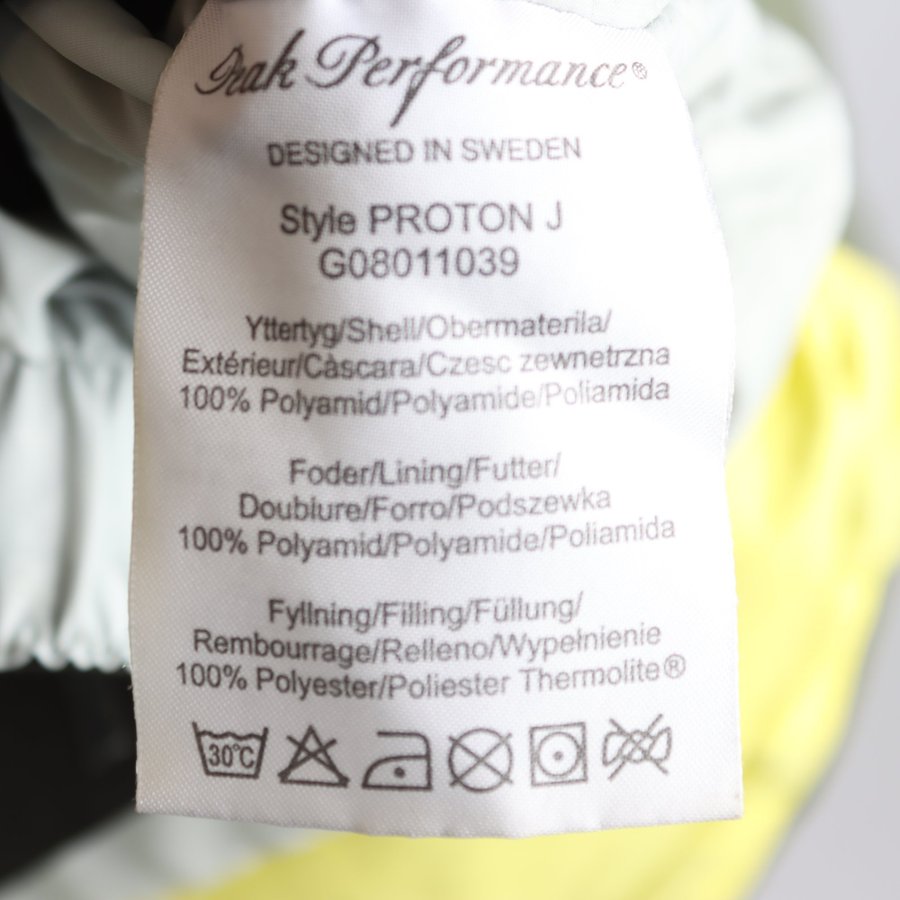 Peak Performance®
DESIGNED IN SWEDEN
Style PROTON J
G08011039
Yttertyg/Shell/Obermaterila/
Extérieur/Càscara/Czesc zewnetrzna
100% Polyamid/Polyamide/Poliamida
Foder/Lining/Futter/
Doubiure/Forro/Podszewka
100% Polyamid/Polyamide/Poliamida
Fyllning/Filling/Füllung/
Rembourrage/Relleno/Wypełnienie
100% Polyester/Poliester Thermolite®
30°C